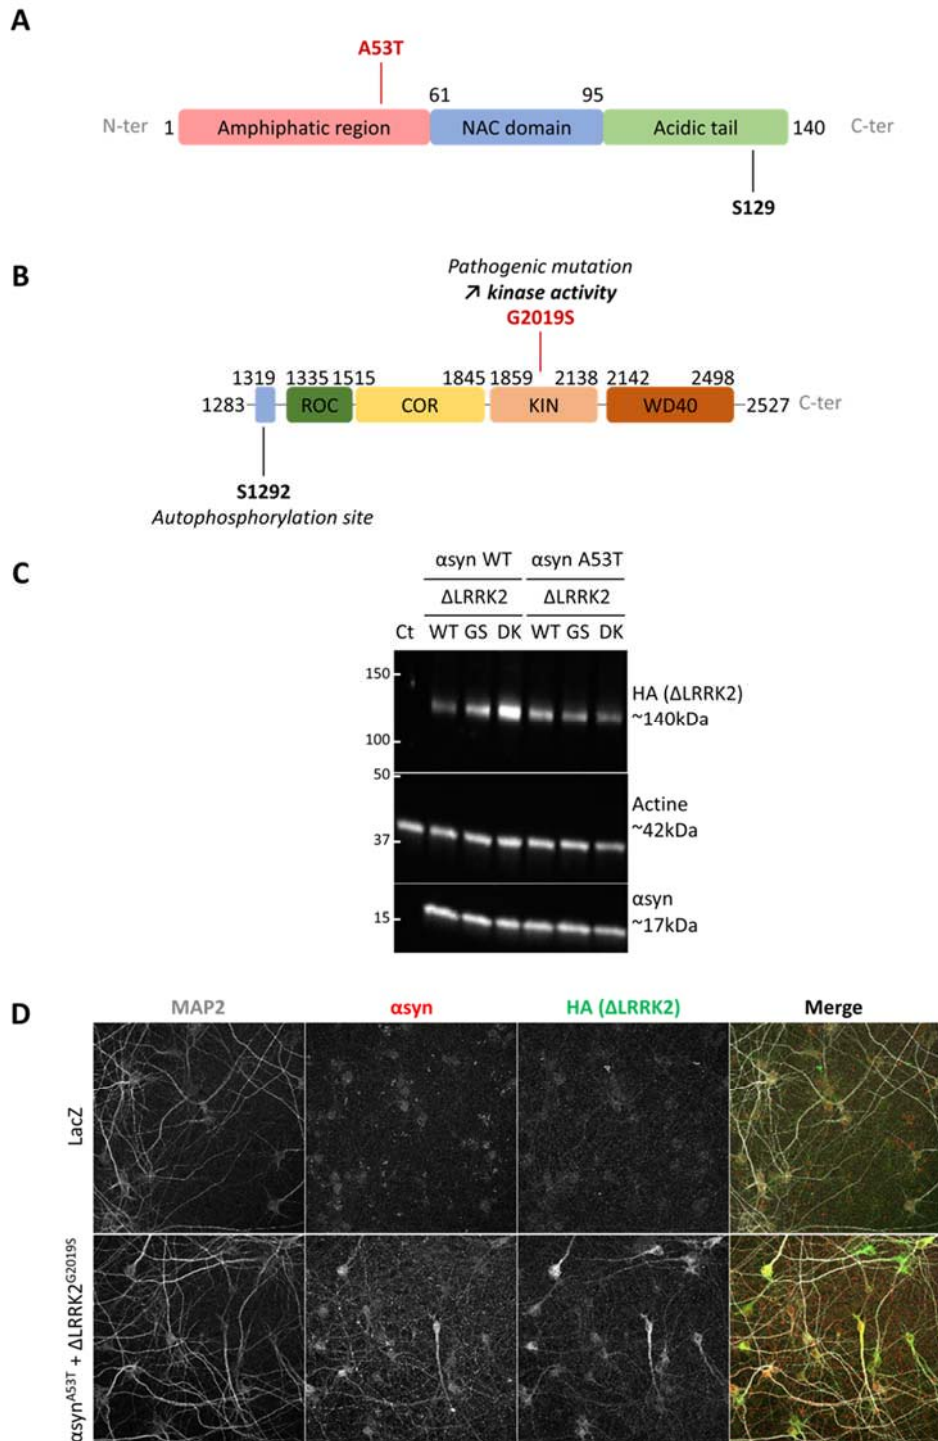 A
A53T
61 95
N-ter 1 Amphiphatic region NAC domain Acidic tail 140 C-ter
S129
B
Pathogenic mutation
↗ kinase activity
G2019S
1319 1335 1515 1845 1859 2138 2142 2498
1283 ROC COR KIN WD40 2527 C-ter
S1292
Autophosphorylation site
C
αsyn WT αsyn A53T
ΔLRRK2 ΔLRRK2
Ct WT GS DK WT GS DK
150
HA (ΔLRRK2)
~140kDa
100
50
Actine
~42kDa
37
αsyn
~17kDa
15
D
MAP2 αsyn HA (ΔLRRK2) Merge
LacZ
αsynA53T + ΔLRRK2G2019S